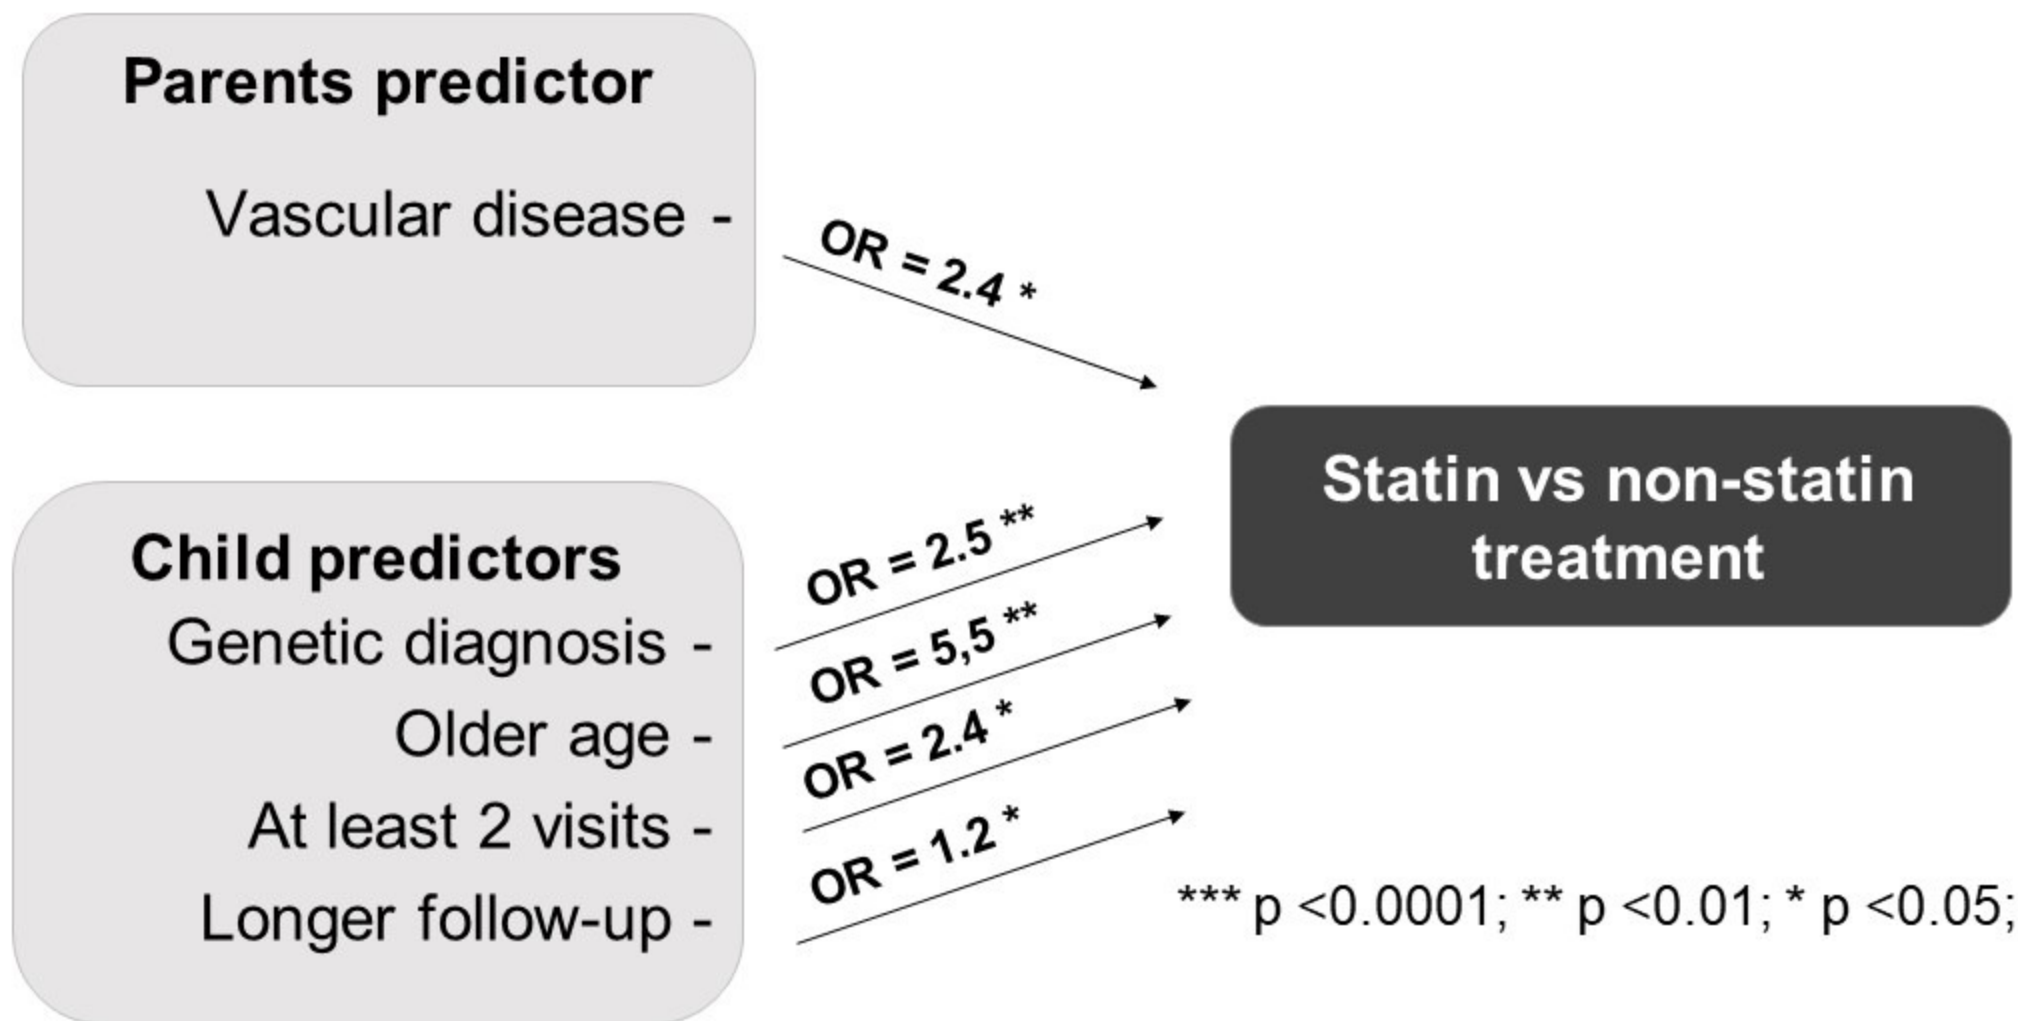 Parents predictor
Vascular disease -
OR = 2.4 *
Child predictors
Genetic diagnosis -
Older age -
At least 2 visits -
Longer follow-up -
OR = 2.5 **
OR = 5,5 **
OR = 2.4 *
OR = 1.2 *
Statin vs non-statin
treatment
*** p <0.0001; ** p <0.01; * p <0.05;